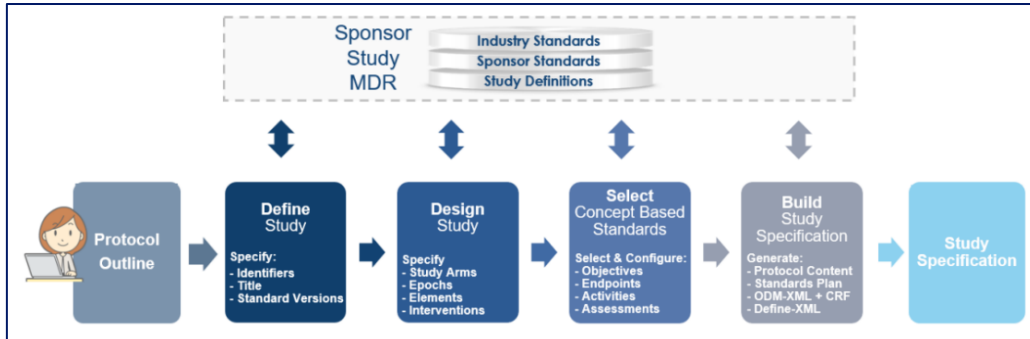 Sponsor
Study
MDR
Industry Standards
Sponsor Standards
Study Definitions
Protocol
Outline
Define
Study
Specify:
- Identifiers
- Title
- Standard Versions
Design
Study
Specify
- Study Arms
- Epochs
- Elements
- Interventions
Select
Concept Based
Standards
Select & Configure:
- Objectives
- Endpoints
- Activities
- Assessments
Build
Study
Specification
Generate:
- Protocol Content
- Standards Plan
- ODM-XML + CRF
- Define-XML
Study
Specification